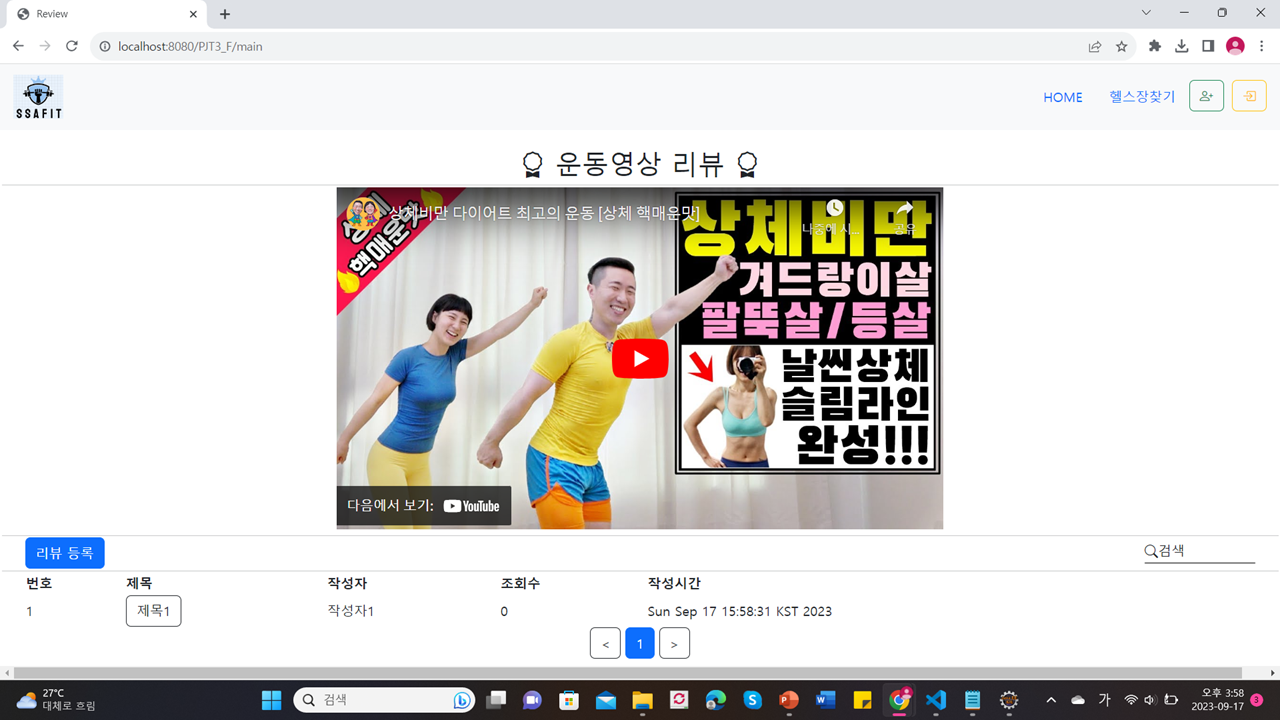 Review
localhost:8080/PJT3_F/main
SSAFIT
HOME 헬스장찾기
운동영상 리뷰
상체
핵매운맛
상체비만 다이어트 최고의 운동 [상체 핵매운맛]
나중에 시...
공유
상체비만
겨드랑이살
팔뚝살/등살
날씬상체
슬림라인
완성!!!
다음에서 보기: YouTube
리뷰 등록
검색
번호 제목 작성자 조회수 작성시간
1 제목1 작성자1 0 Sun Sep 17 15:58:31 KST 2023
< 1 >
27°C
대체로 흐림
검색
가
오후 3:58
2023-09-17
3